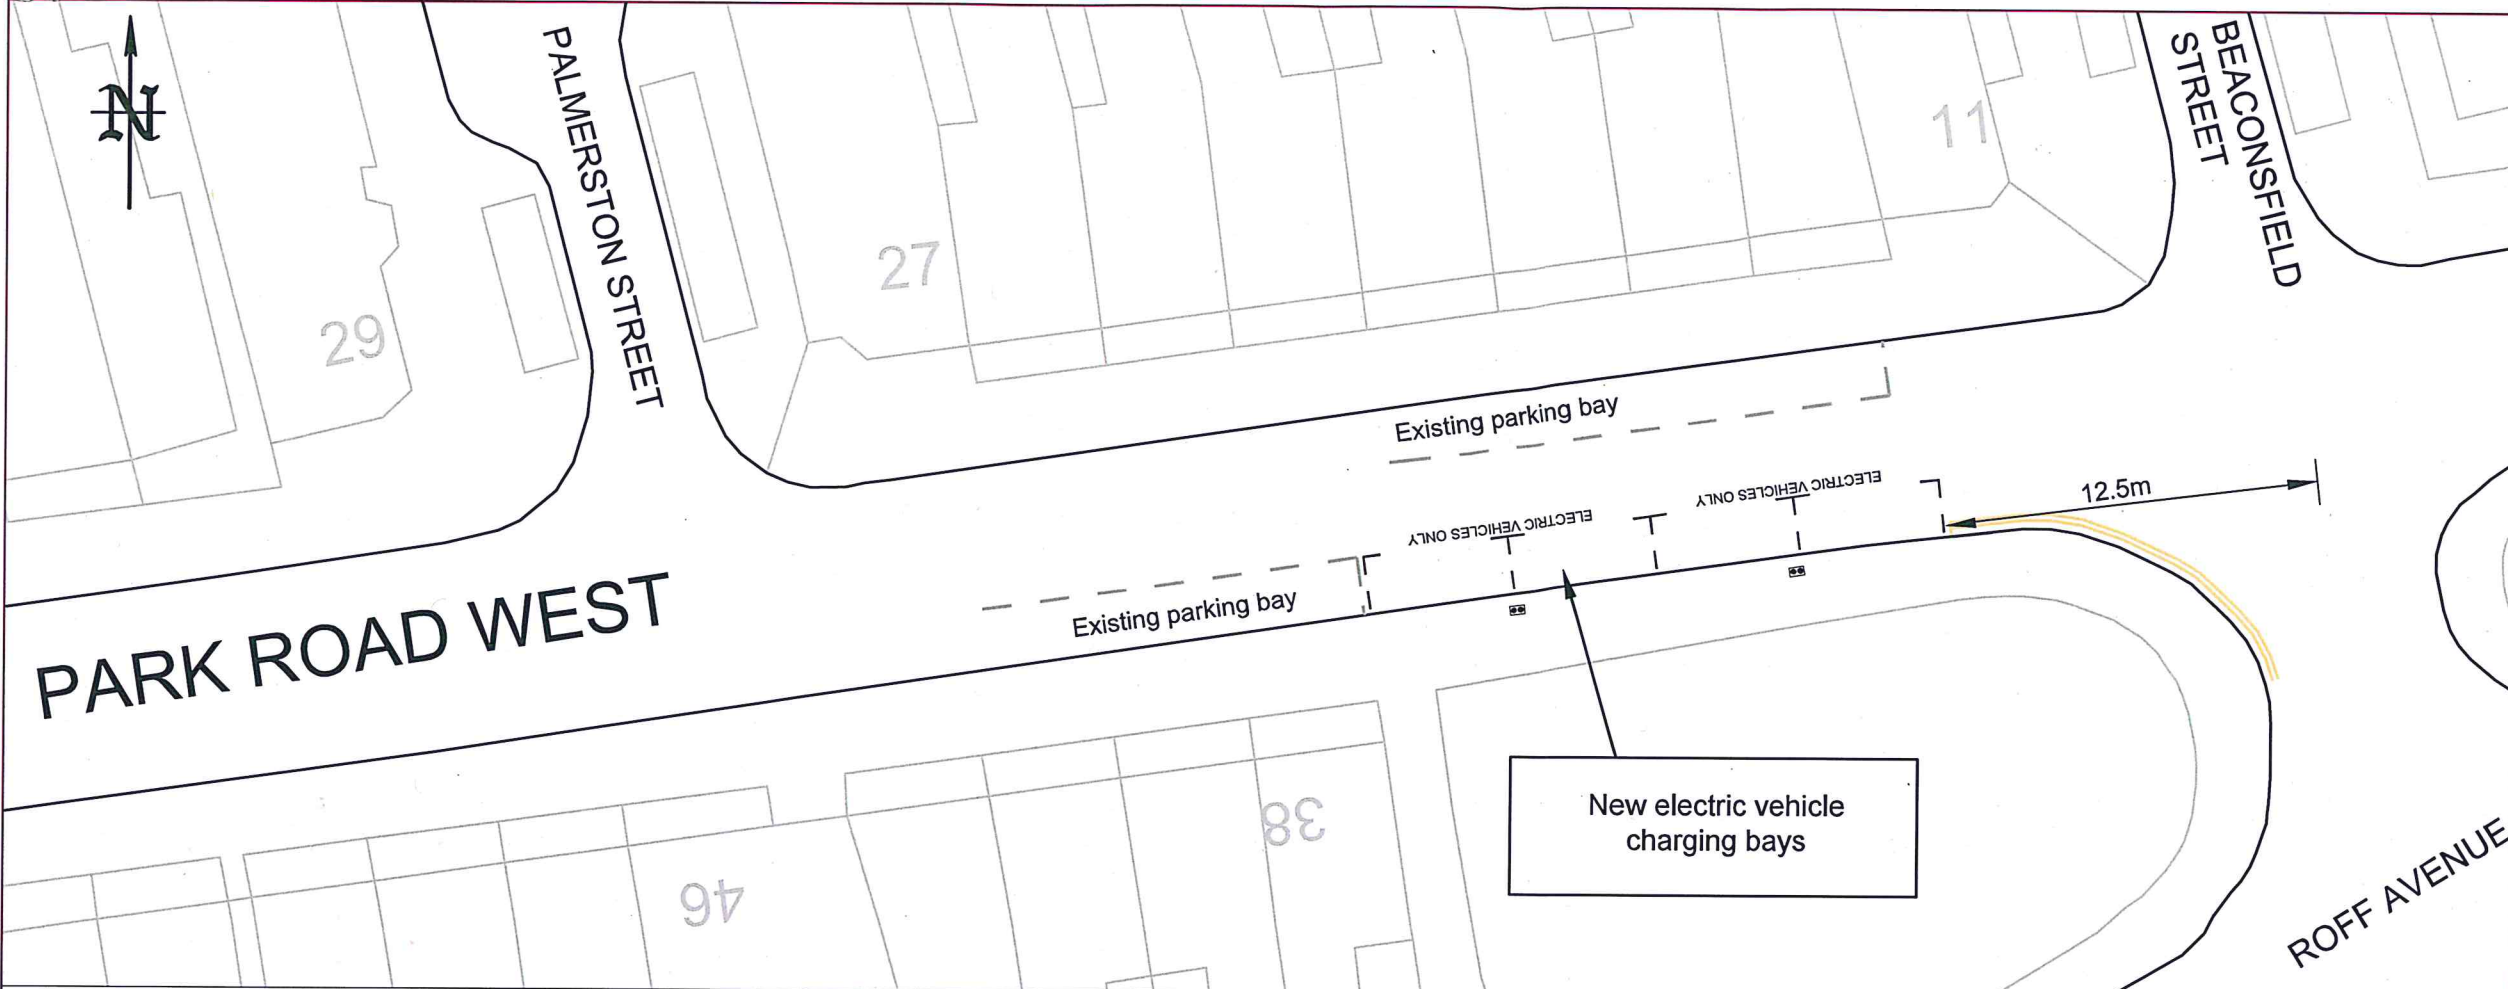 N
PALMERSTON STREET
BEACONSFIELD
STREET
11
27
29
Existing parking bay
ELECTRIC VEHICLES ONLY
ELECTRIC VEHICLES ONLY
12.5m
Existing parking bay
PARK ROAD WEST
New electric vehicle
charging bays
38
46
ROFF AVENUE